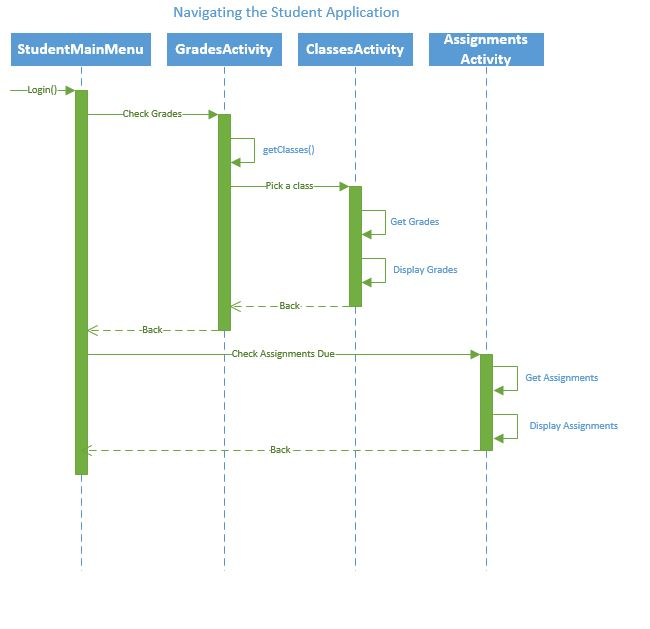 Navigating the Student Application
StudentMainMenu
GradesActivity
ClassesActivity
Assignments
Activity
Login()
Check Grades
getClasses()
Pick a class
Get Grades
Display Grades
Back
Back
Check Assignments Due
Get Assignments
Display Assignments
Back